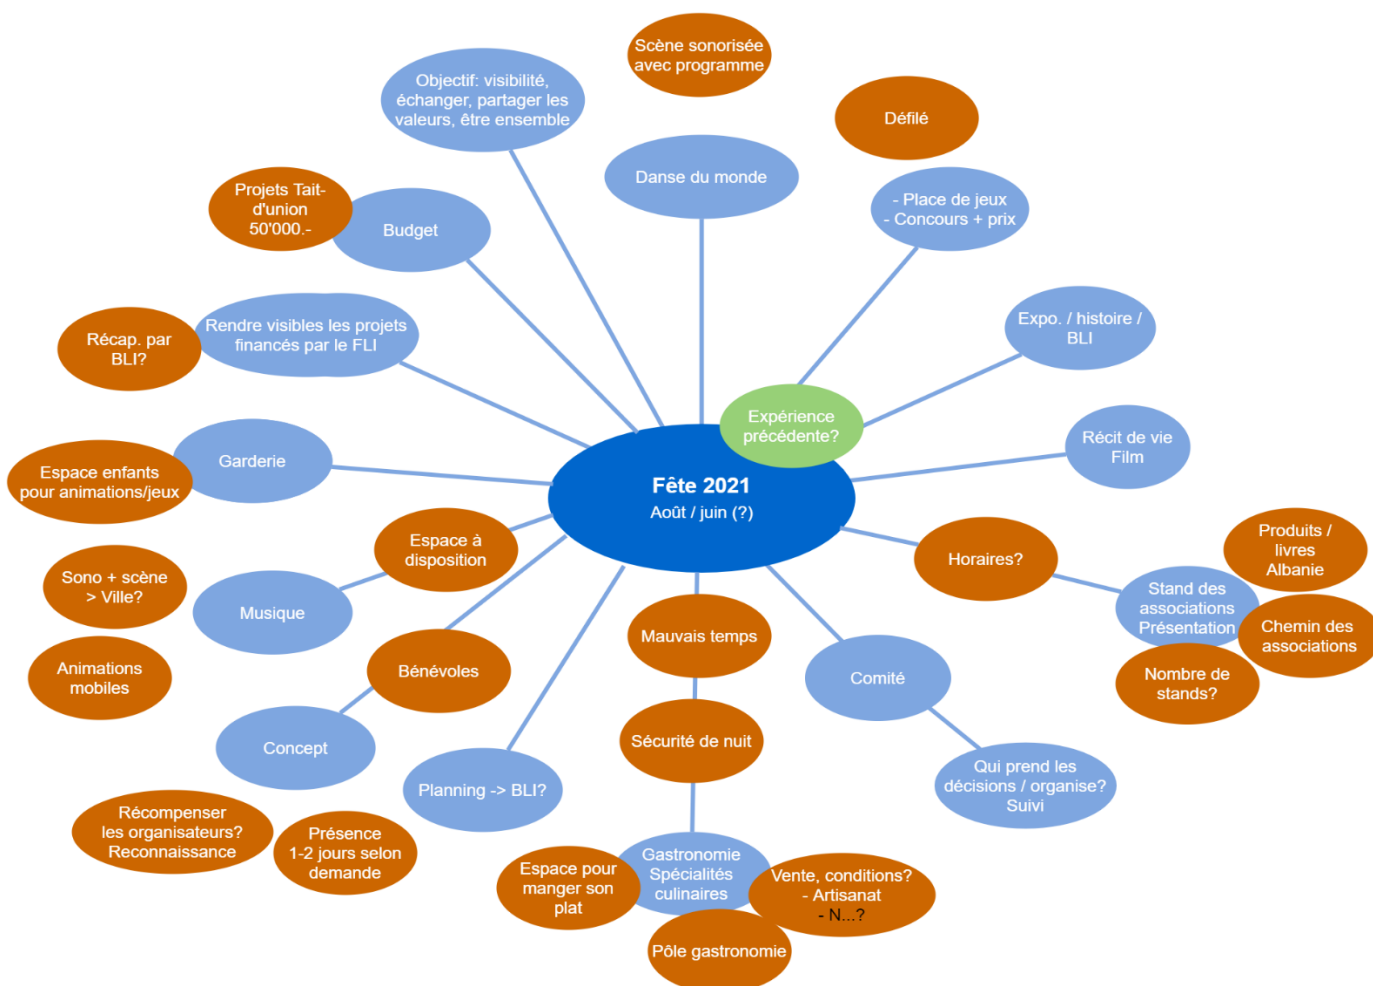 Scène sonorisée
avec programme
Objectif: visibilité,
échanger, partager les
valeurs, être ensemble
Défilé
Danse du monde
- Place de jeux
- Concours + prix
Projets Tait-
d'union
50'000.-
Budget
Expo. / histoire /
BLI
Rendre visibles les projets
financés par le FLI
Récap. par
BLI?
Expérience
précédente?
Récit de vie
Film
Garderie
Espace enfants
pour animations/jeux
Fête 2021
Août / juin (?)
Espace à
disposition
Horaires?
Produits /
livres
Albanie
Sono + scène
> Ville?
Musique
Stand des
associations
Présentation
Chemin des
associations
Mauvais temps
Animations
mobiles
Bénévoles
Comité
Nombre de
stands?
Concept
Sécurité de nuit
Planning -> BLI?
Qui prend les
décisions / organise?
Suivi
Récompenser
les organisateurs?
Reconnaissance
Présence
1-2 jours selon
demande
Espace pour
manger son
plat
Gastronomie
Spécialités
culinaires
Vente, conditions?
- Artisanat
- N...?
Pôle gastronomie